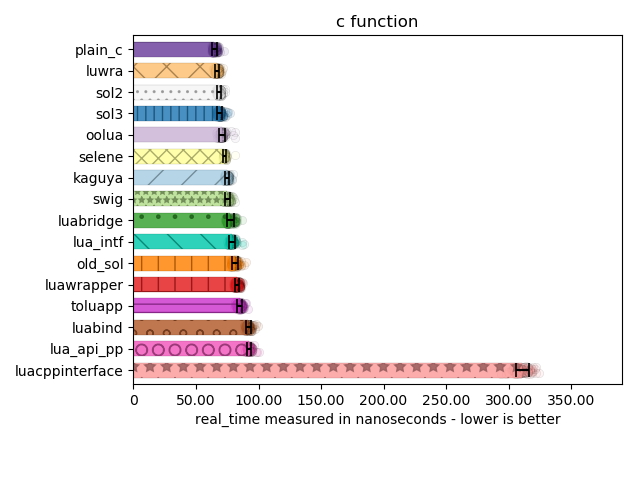 c function
plain_c
luwra
sol2
sol3
oolua
selene
kaguya
swig
luabridge
lua_intf
old_sol
luawrapper
toluapp
luabind
lua_api_pp
luacppinterface
0 50.00 100.00 150.00 200.00 250.00 300.00 350.00
real_time measured in nanoseconds - lower is better